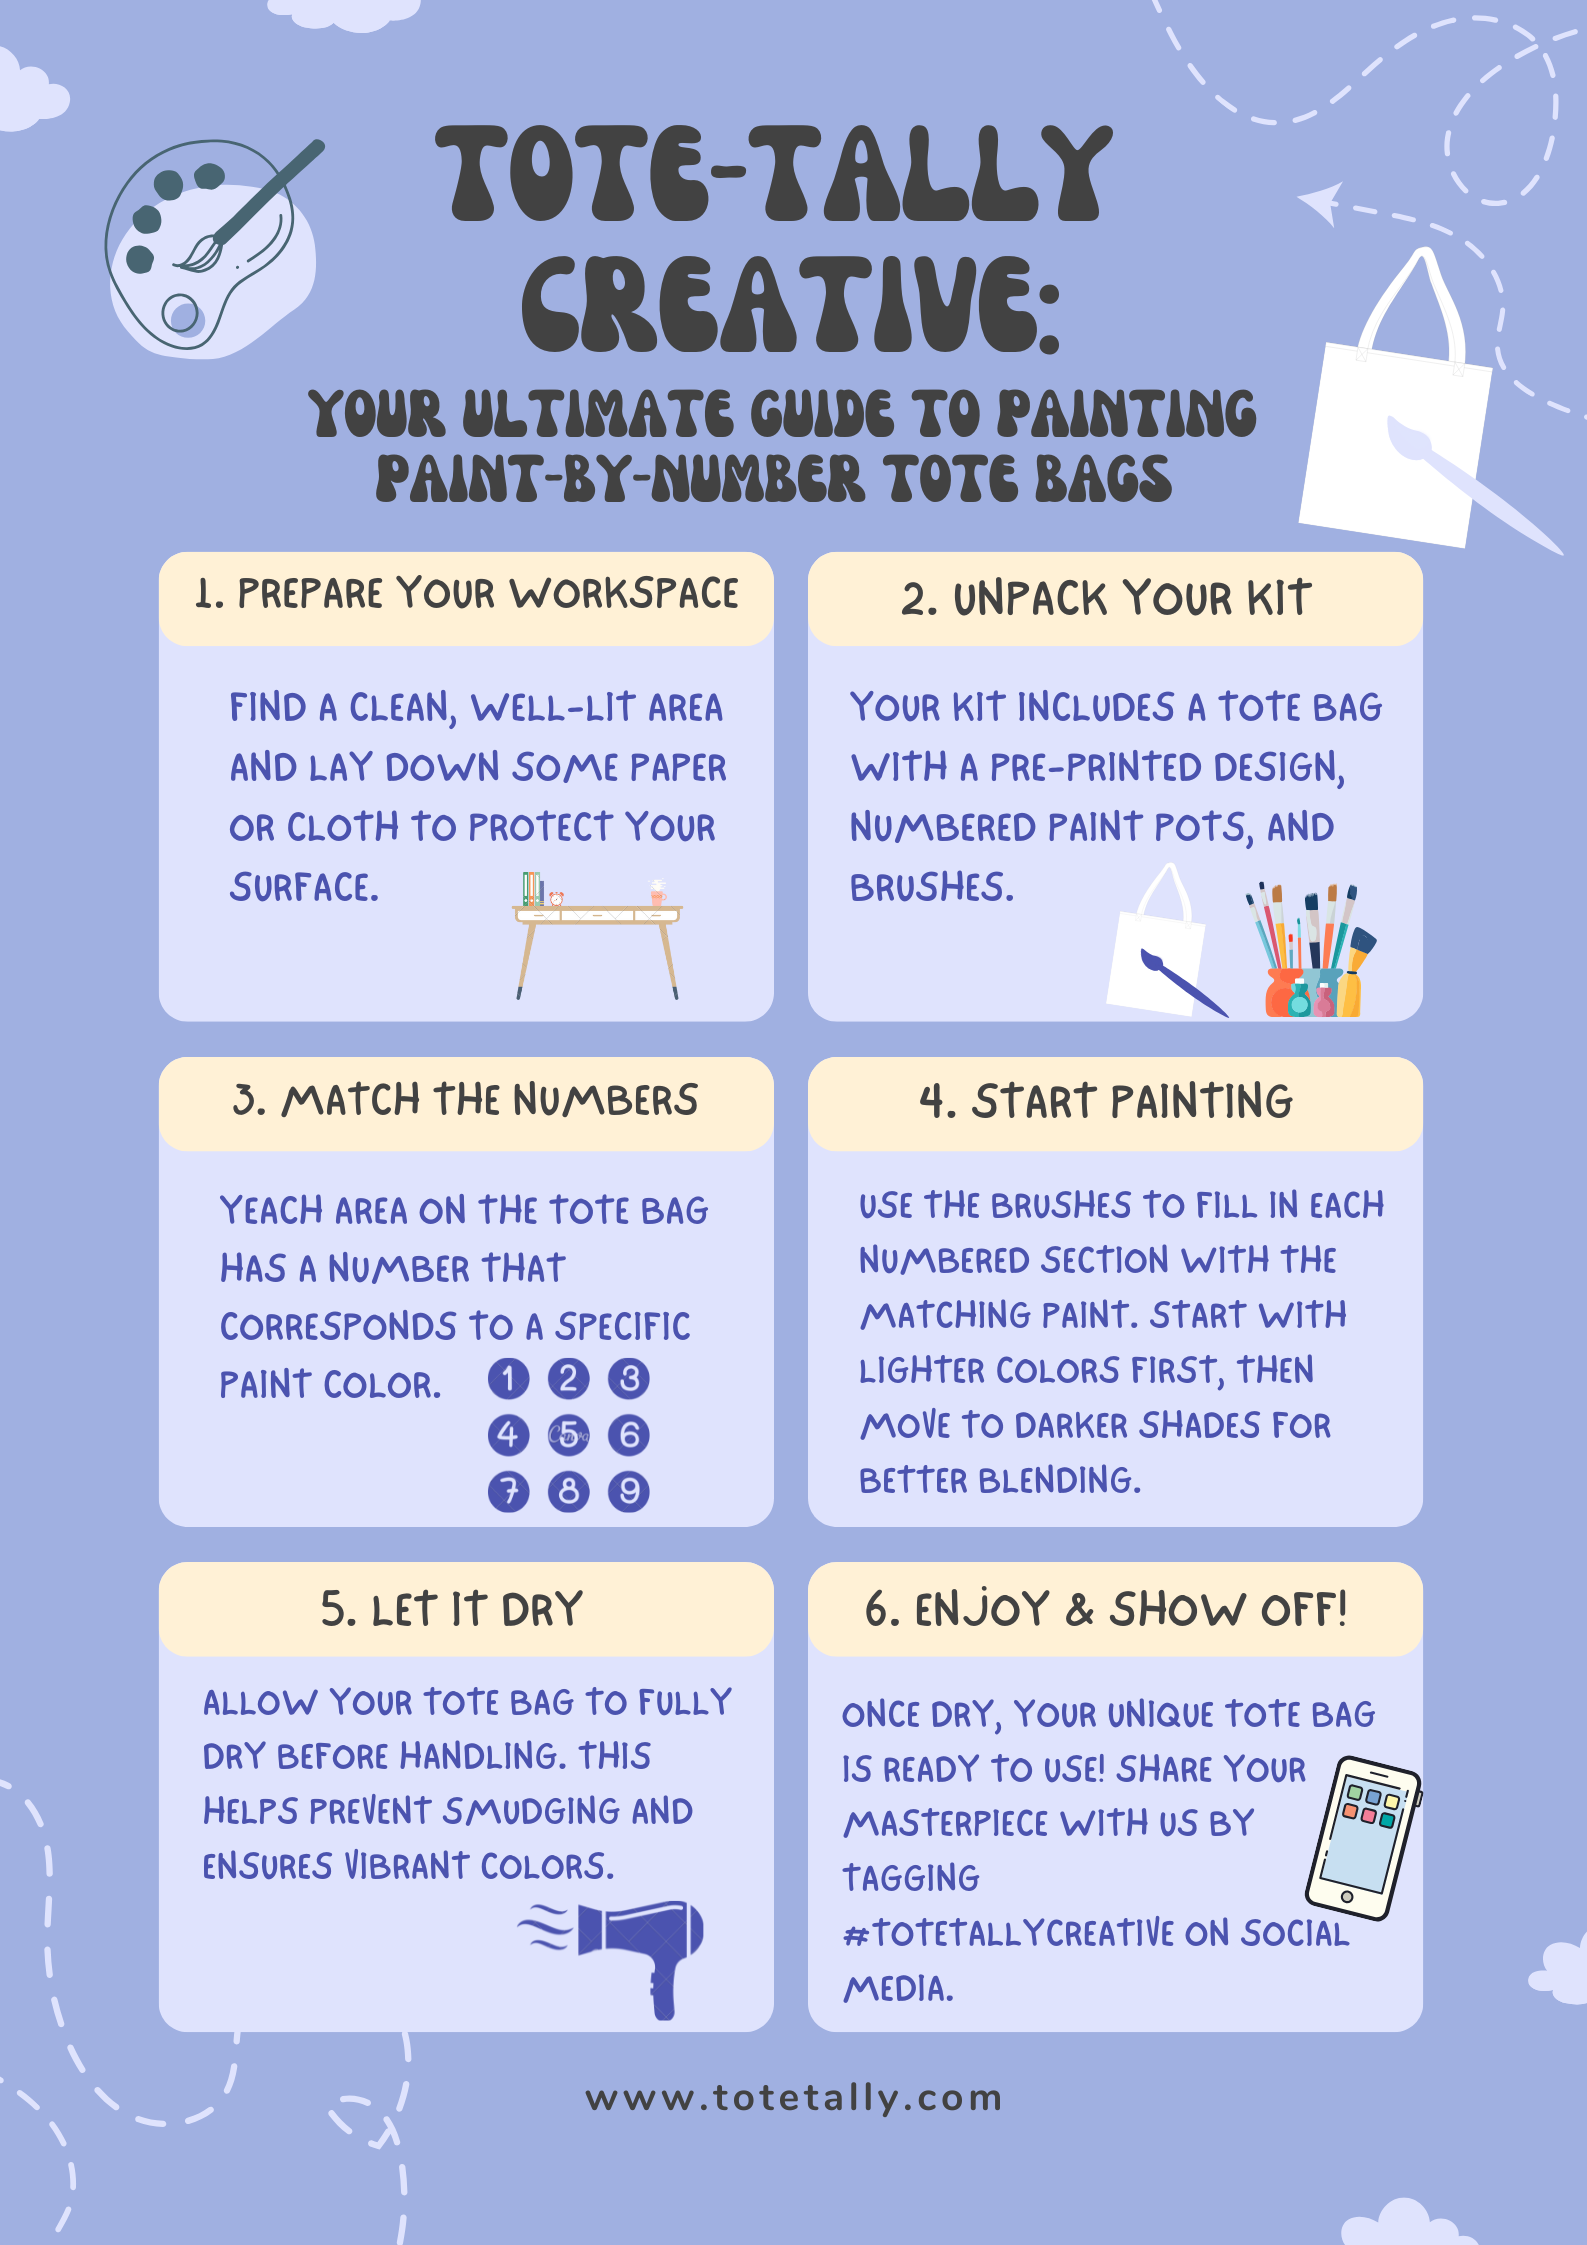 TOTE-TALLY
CREATIVE:
YOUR ULTIMATE GUIDE TO PAINTING
PAINT-BY-NUMBER TOTE BAGS
1. PREPARE YOUR WORKSPACE
FIND A CLEAN, WELL-LIT AREA
AND LAY DOWN SOME PAPER
OR CLOTH TO PROTECT YOUR
SURFACE.
2. UNPACK YOUR KIT
YOUR KIT INCLUDES A TOTE BAG
WITH A PRE-PRINTED DESIGN,
NUMBERED PAINT POTS, AND
BRUSHES.
3. MATCH THE NUMBERS
YEACH AREA ON THE TOTE BAG
HAS A NUMBER THAT
CORRESPONDS TO A SPECIFIC
PAINT COLOR.
1 2 3
4 5 6
Canva
7 8 9
4. START PAINTING
USE THE BRUSHES TO FILL IN EACH
NUMBERED SECTION WITH THE
MATCHING PAINT. START WITH
LIGHTER COLORS FIRST, THEN
MOVE TO DARKER SHADES FOR
BETTER BLENDING.
5. LET IT DRY
ALLOW YOUR TOTE BAG TO FULLY
DRY BEFORE HANDLING. THIS
HELPS PREVENT SMUDGING AND
ENSURES VIBRANT COLORS.
6. ENJOY & SHOW OFF!
ONCE DRY, YOUR UNIQUE TOTE BAG
IS READY TO USE! SHARE YOUR
MASTERPIECE WITH US BY
TAGGING
#TOTETALLYCREATIVE ON SOCIAL
MEDIA.
www.totetally.com